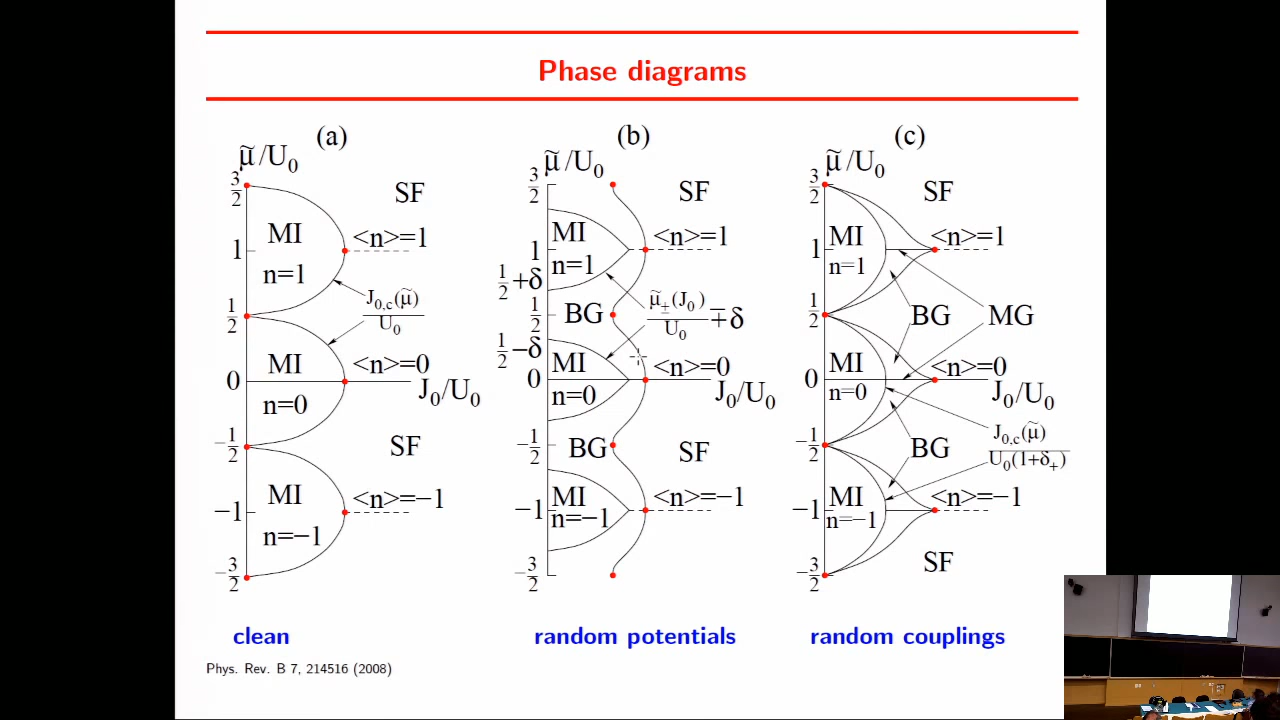 Phase diagrams
(a)
μ̃/U₀
3/2
SF
MI
1
<n>=1
n=1
J₀,c(μ̃)/U₀
1/2
MI
<n>=0
0
J₀/U₀
n=0
−1/2
SF
MI
−1
<n>=−1
n=−1
−3/2
clean
(b)
μ̃/U₀
3/2
SF
MI
1
<n>=1
n=1
1/2+δ
μ̃±(J₀)/U₀ ∓δ
1/2
BG
1/2−δ
MI
<n>=0
0
J₀/U₀
n=0
−1/2
BG
SF
MI
−1
<n>=−1
n=−1
−3/2
random potentials
(c)
μ̃/U₀
3/2
SF
MI
1
<n>=1
n=1
1/2
BG
MG
MI
<n>=0
0
J₀/U₀
n=0
−1/2
BG
J₀,c(μ̃)/U₀(1+δ₊)
MI
−1
<n>=−1
n=−1
SF
−3/2
random couplings
Phys. Rev. B 7, 214516 (2008)